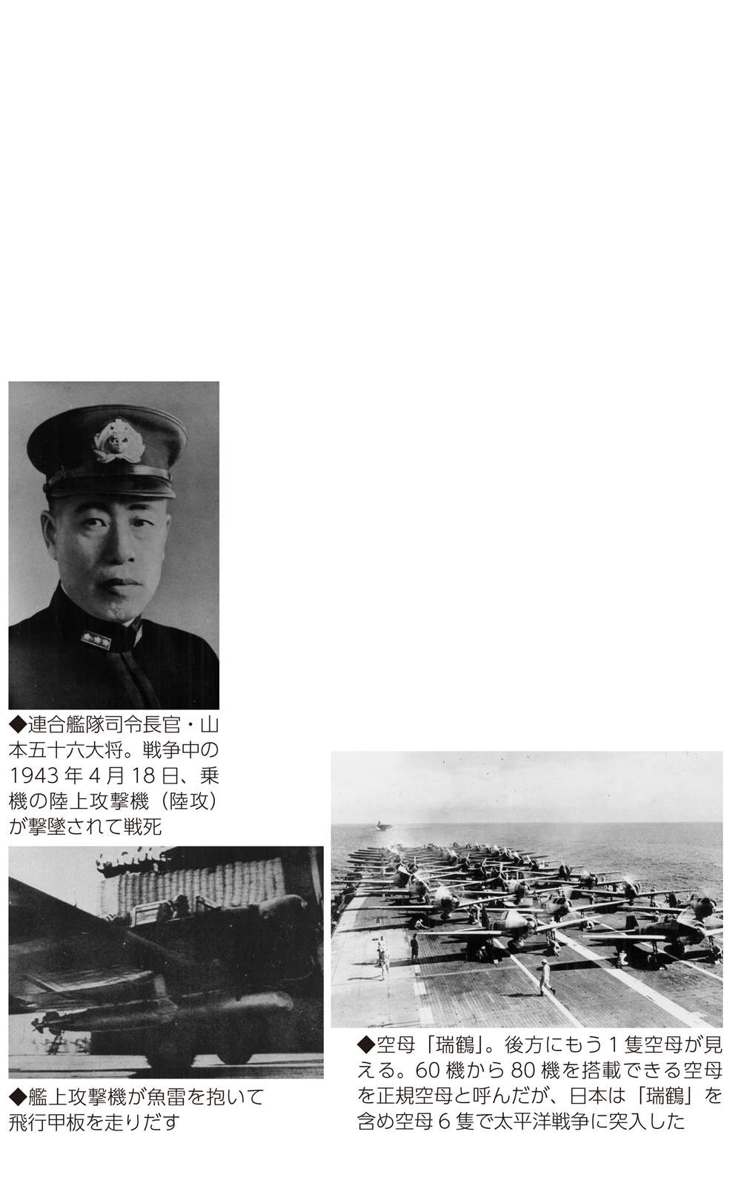 ◆連合艦隊司令長官・山
本五十六大将。戦争中の
1943年4月18日、乗
機の陸上攻撃機（陸攻）
が撃墜されて戦死
◆艦上攻撃機が魚雷を抱いて
飛行甲板を走りだす
◆空母「瑞鶴」。後方にもう1隻空母が見
える。60機から80機を搭載できる空母
を正規空母と呼んだが、日本は「瑞鶴」を
含め空母6隻で太平洋戦争に突入した